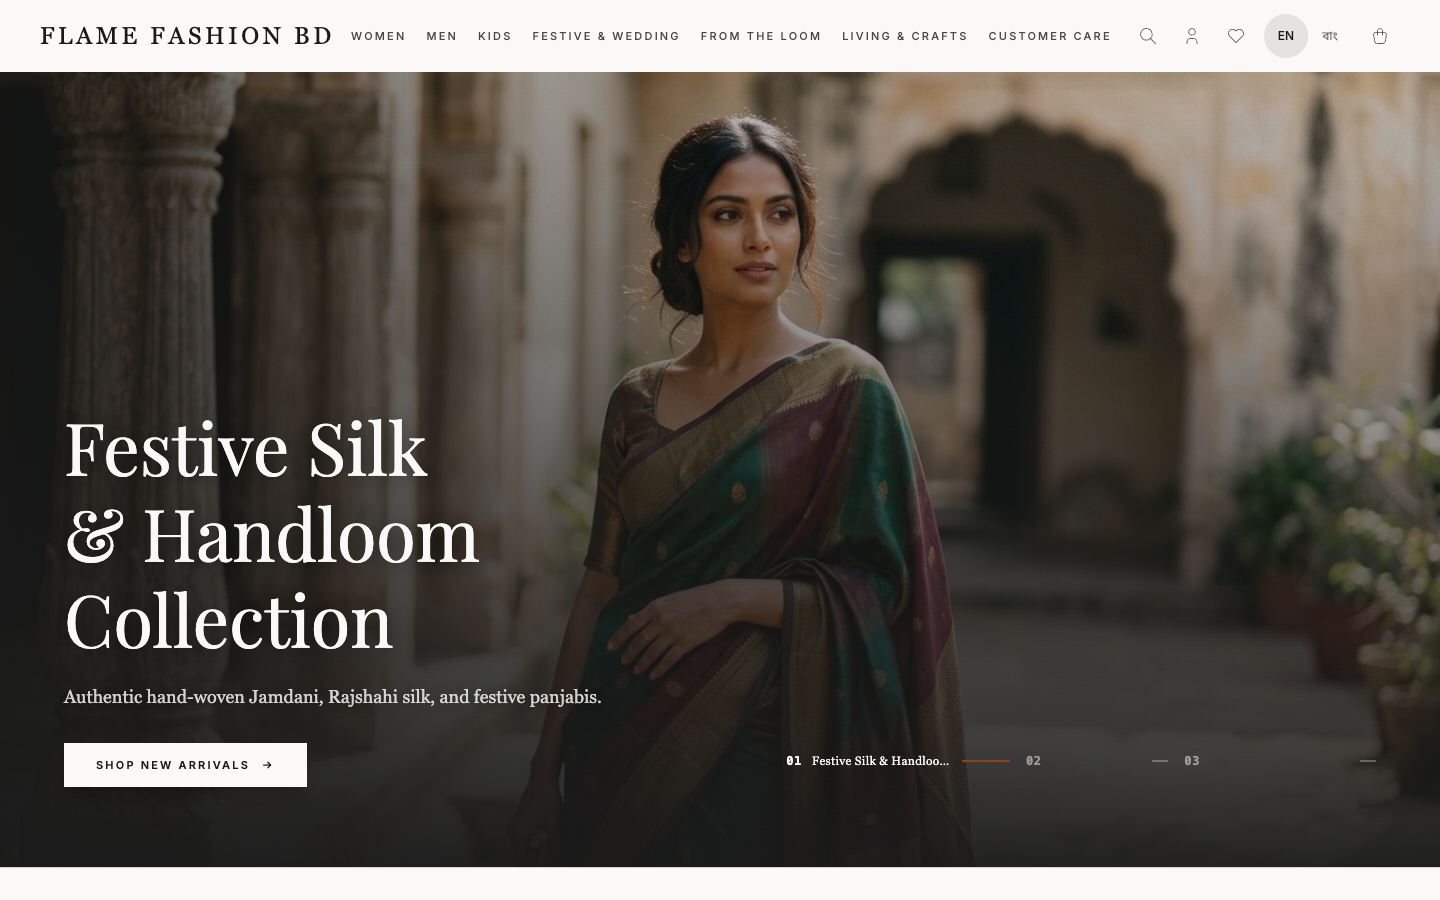 FLAME FASHION BD
WOMEN
MEN
KIDS
FESTIVE & WEDDING
FROM THE LOOM
LIVING & CRAFTS
CUSTOMER CARE
EN
বাং
Festive Silk
& Handloom
Collection
Authentic hand-woven Jamdani, Rajshahi silk, and festive panjabis.
SHOP NEW ARRIVALS →
01 Festive Silk & Handloo...
02
03